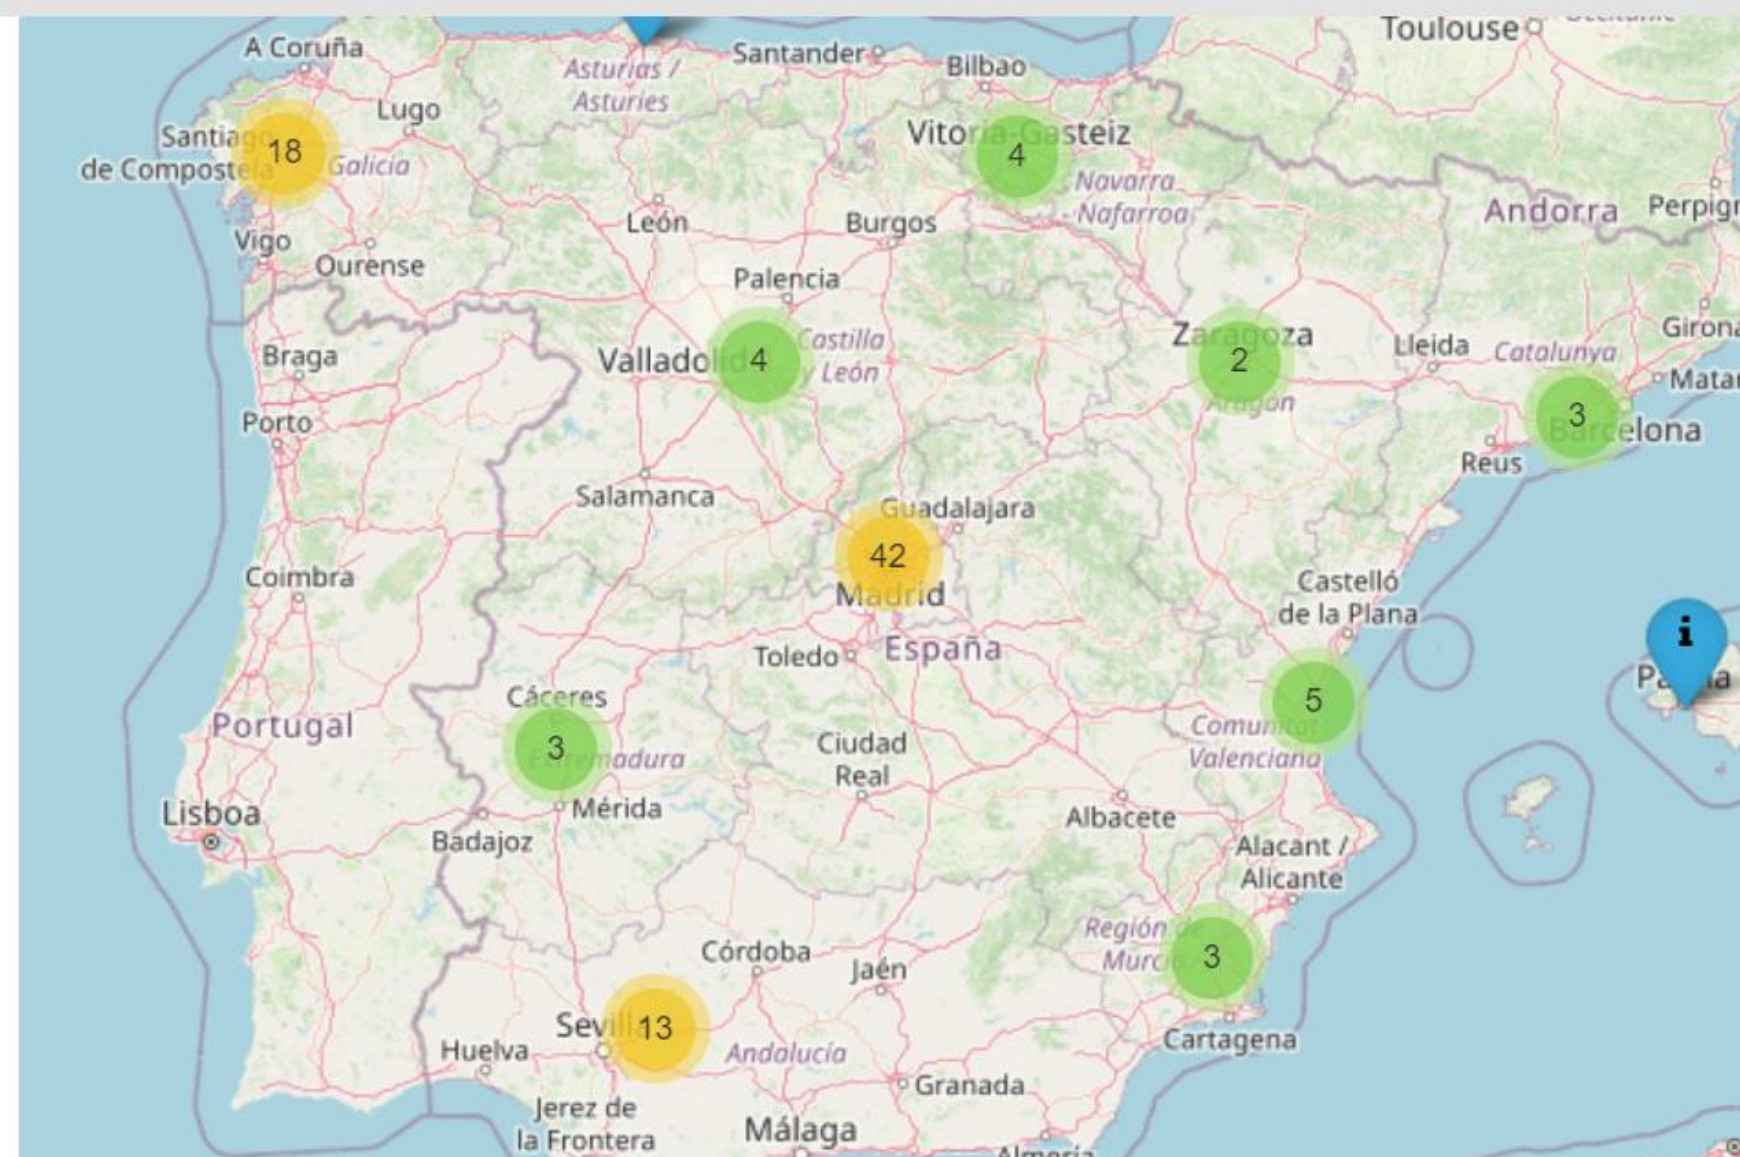 Toulouse
A Coruña
Santander
Bilbao
Asturias /
Asturies
Lugo
Santiago
de Compostela
18
Galicia
Vitoria-Gasteiz
4
Navarra
- Nafarroa
Andorra
León
Burgos
Vigo
Ourense
Palencia
Castilla
y León
Valladolid
4
Zaragoza
2
Aragón
Lleida
Catalunya
3
Barcelona
Reus
Braga
Porto
Salamanca
Guadalajara
42
Madrid
España
Toledo
Coimbra
Castelló
de la Plana
i
Palma
5
Comunitat
Valenciana
Cáceres
3
Extremadura
Portugal
Ciudad
Real
Lisboa
Mérida
Badajoz
Albacete
Alacant /
Alicante
Región de
Murcia
3
Cartagena
Córdoba
Jaén
Sevilla
13
Huelva
Andalucía
Granada
Jerez de
la Frontera
Málaga
Almería